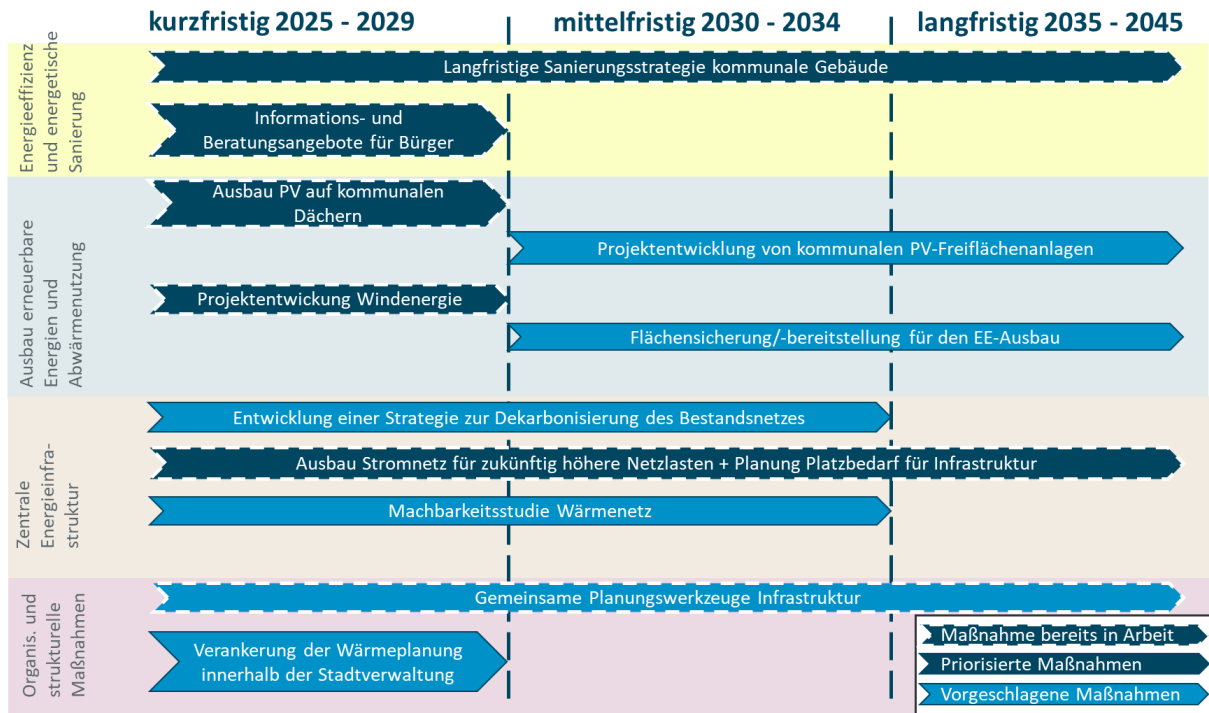 kurzfristig 2025 - 2029
mittelfristig 2030 - 2034
langfristig 2035 - 2045
Energieeffizienz
und energetische
Sanierung
Langfristige Sanierungsstrategie kommunale Gebäude
Informations- und
Beratungsangebote für Bürger
Ausbau erneuerbare
Energien und
Abwärmenutzung
Ausbau PV auf kommunalen
Dächern
Projektentwicklung von kommunalen PV-Freiflächenanlagen
Projektentwickung Windenergie
Flächensicherung/-bereitstellung für den EE-Ausbau
Zentrale
Energieinfra-
struktur
Entwicklung einer Strategie zur Dekarbonisierung des Bestandsnetzes
Ausbau Stromnetz für zukünftig höhere Netzlasten + Planung Platzbedarf für Infrastruktur
Machbarkeitsstudie Wärmenetz
Organis. und
strukturelle
Maßnahmen
Gemeinsame Planungswerkzeuge Infrastruktur
Verankerung der Wärmeplanung
innerhalb der Stadtverwaltung
Maßnahme bereits in Arbeit
Priorisierte Maßnahmen
Vorgeschlagene Maßnahmen